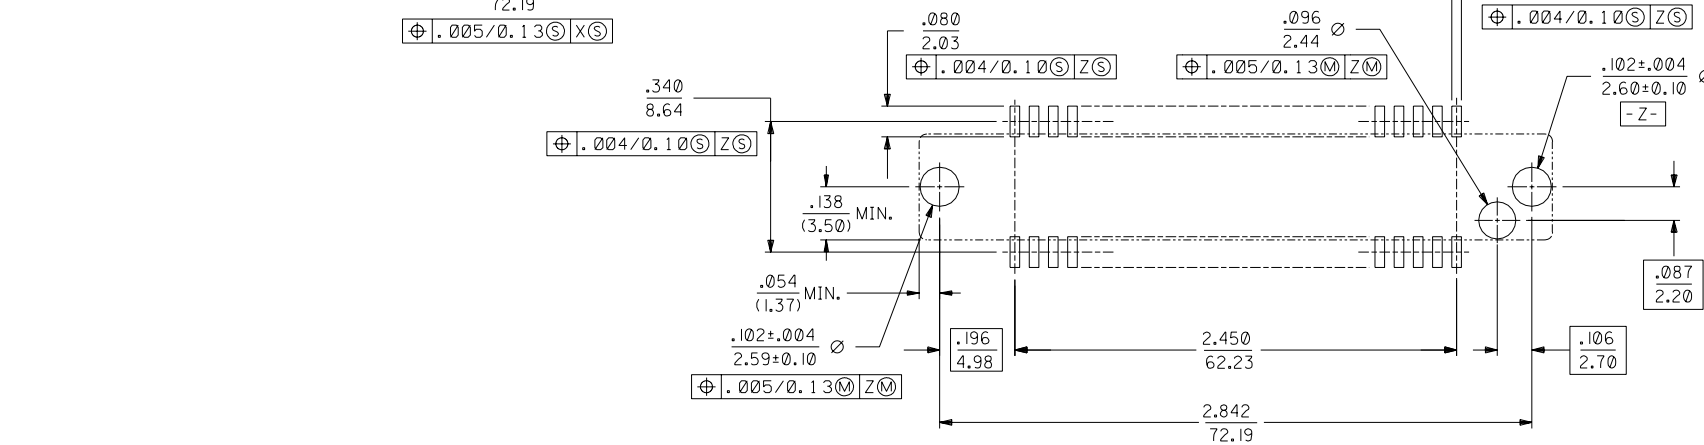 72.19
⌖ .005/0.13Ⓢ XⓈ
.080
2.03
⌖ .004/0.10Ⓢ ZⓈ
.096
2.44 Ø
⌖ .005/0.13Ⓜ ZⓂ
⌖ .004/0.10Ⓢ ZⓈ
.102±.004
2.60±0.10 Ø
-Z-
.340
8.64
⌖ .004/0.10Ⓢ ZⓈ
.138
(3.50) MIN.
.054
(1.37) MIN.
.087
2.20
.102±.004
2.59±0.10 Ø
⌖ .005/0.13Ⓜ ZⓂ
.196
4.98
2.450
62.23
.106
2.70
2.842
72.19